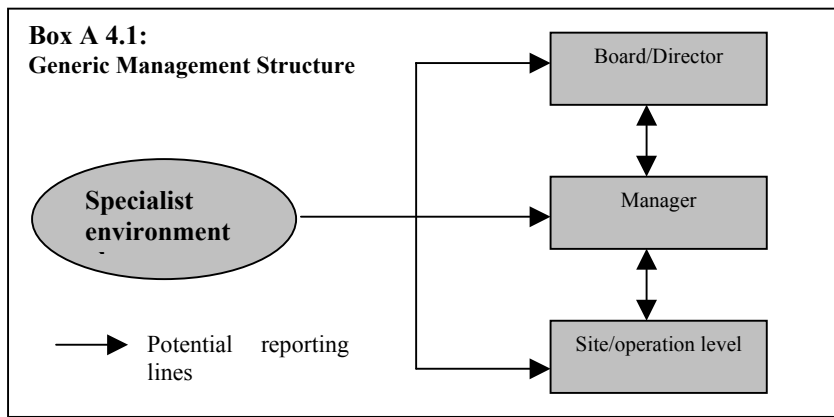 Box A 4.1:
Generic Management Structure
Board/Director
Specialist
environment
Manager
Potential reporting
lines
Site/operation level